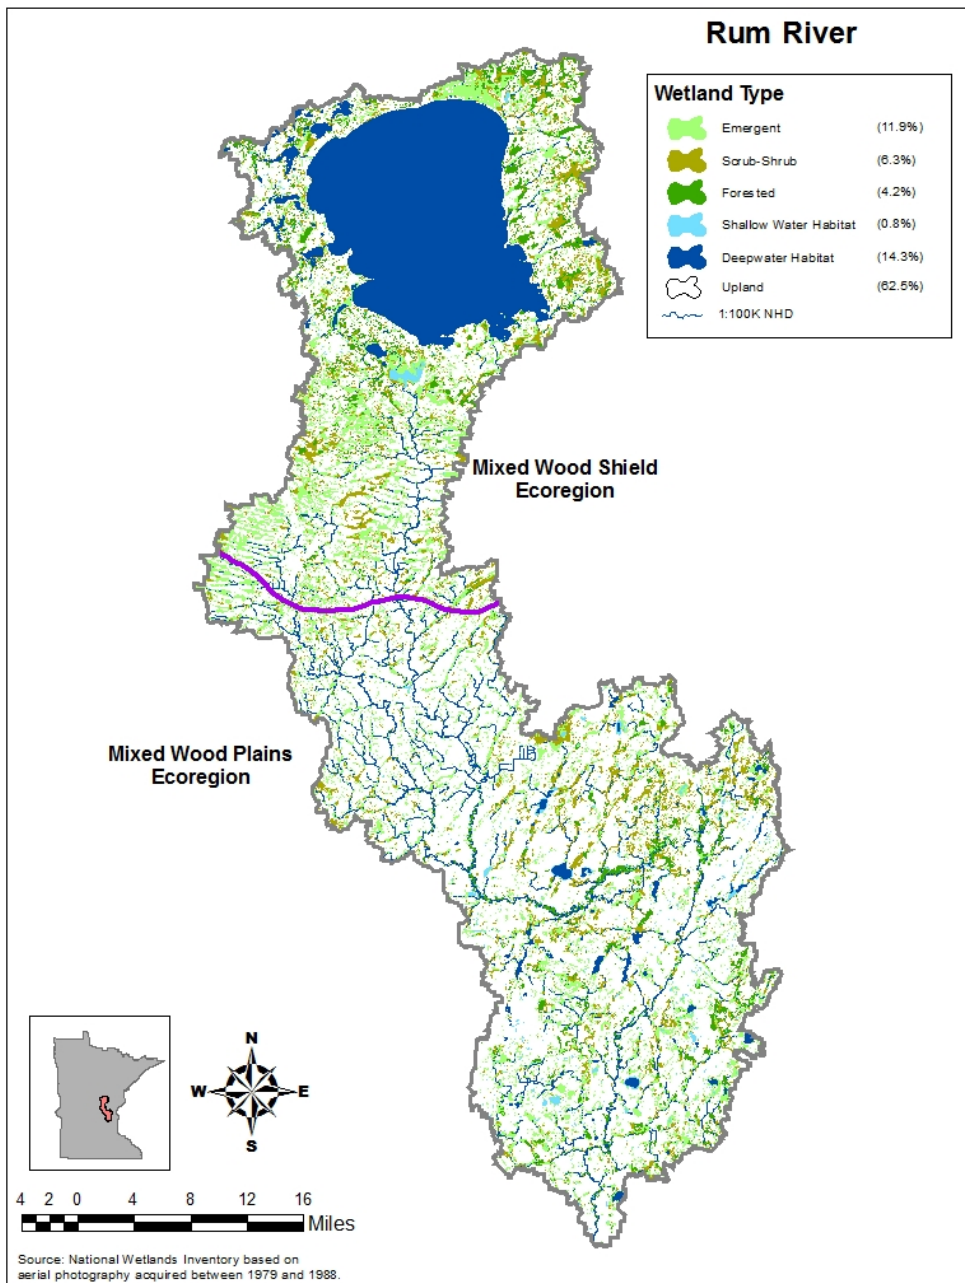 Rum River
Wetland Type
Emergent (11.9%)
Scrub-Shrub (6.3%)
Forested (4.2%)
Shallow Water Habitat (0.8%)
Deepwater Habitat (14.3%)
Upland (62.5%)
1:100K NHD
Mixed Wood Shield
Ecoregion
Mixed Wood Plains
Ecoregion
N
W E
S
4 2 0 4 8 12 16
Miles
Source: National Wetlands Inventory based on
aerial photography acquired between 1979 and 1988.